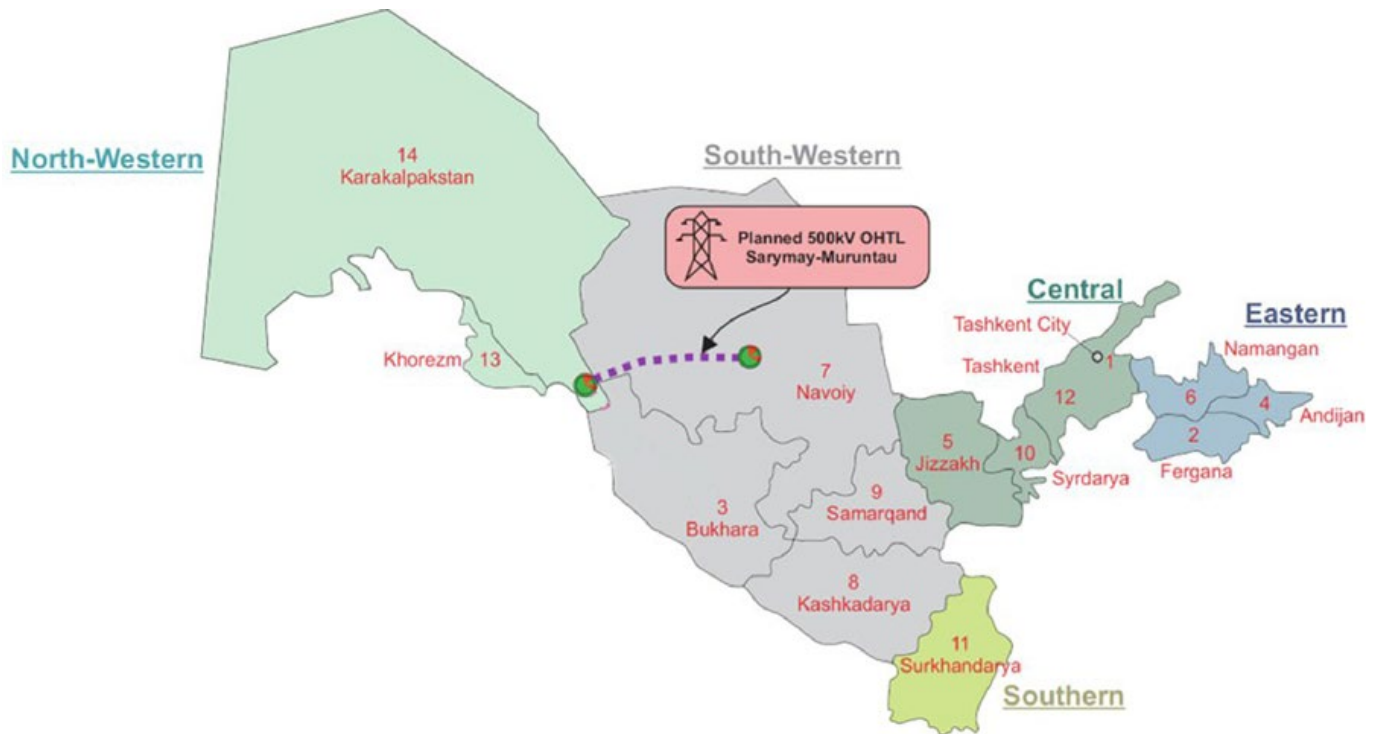 North-Western
14
Karakalpakstan
South-Western
Planned 500kV OHTL
Sarymay-Muruntau
Khorezm
13
7
Navoiy
Central
Tashkent City
1
Tashkent
12
Eastern
Namangan
6
4
Andijan
2
Fergana
5
Jizzakh
10
Syrdarya
3
Bukhara
9
Samarqand
8
Kashkadarya
11
Surkhandarya
Southern